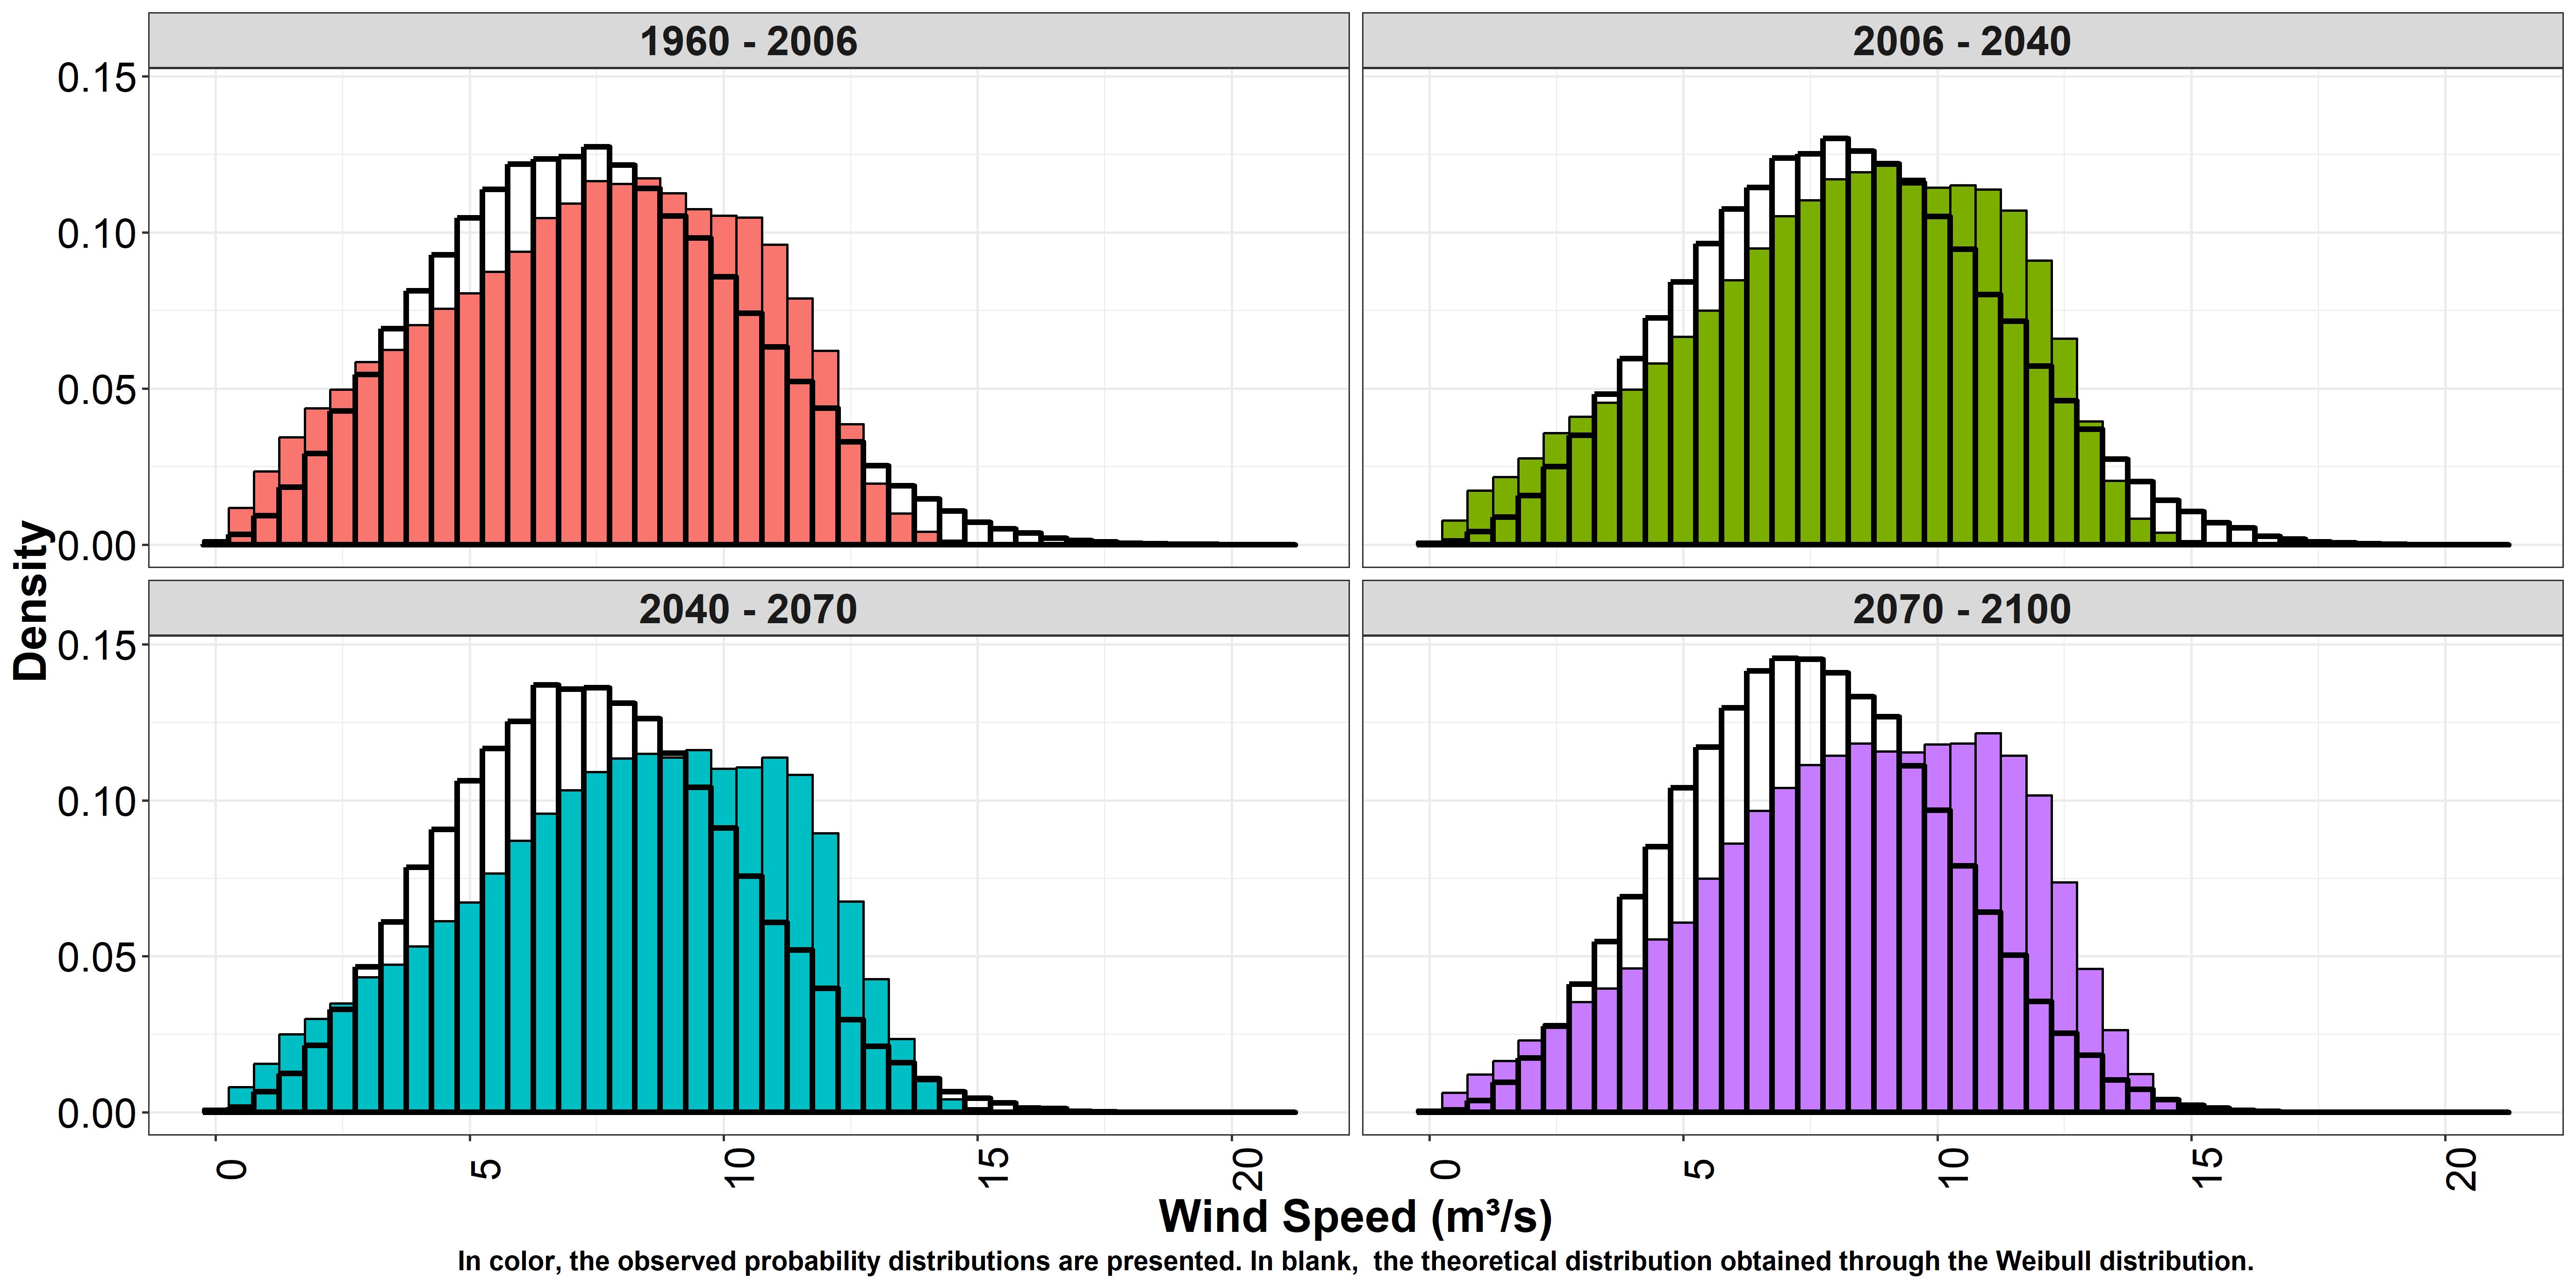 1960 - 2006
2006 - 2040
0.15
0.10
0.05
0.00
2040 - 2070
2070 - 2100
0.15
0.10
0.05
0.00
Density
0 5 10 15 20
0 5 10 15 20
Wind Speed (m³/s)
In color, the observed probability distributions are presented. In blank,  the theoretical distribution obtained through the Weibull distribution.